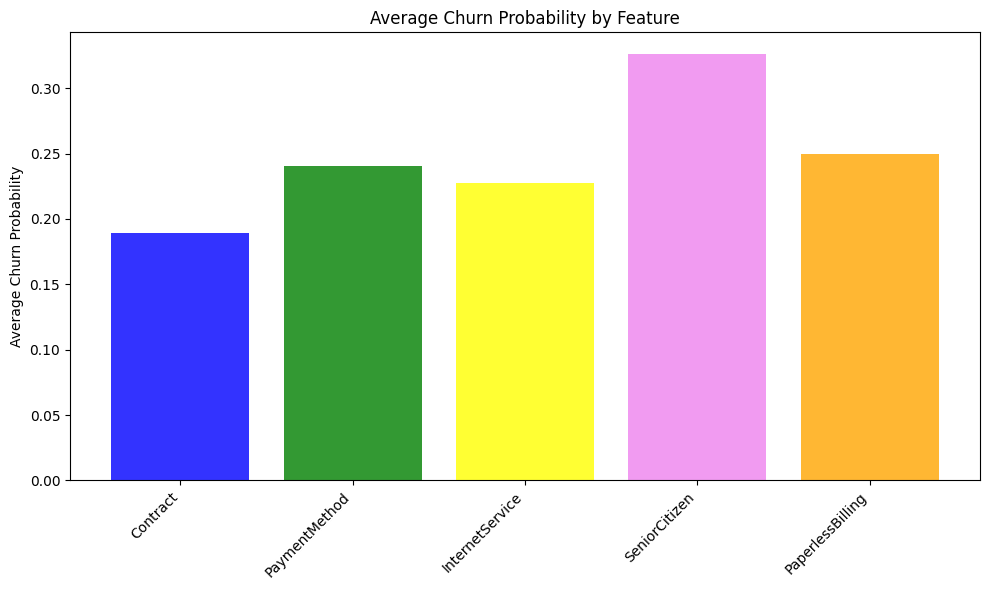 Average Churn Probability by Feature
Average Churn Probability
0.30
0.25
0.20
0.15
0.10
0.05
0.00
Contract
PaymentMethod
InternetService
SeniorCitizen
PaperlessBilling